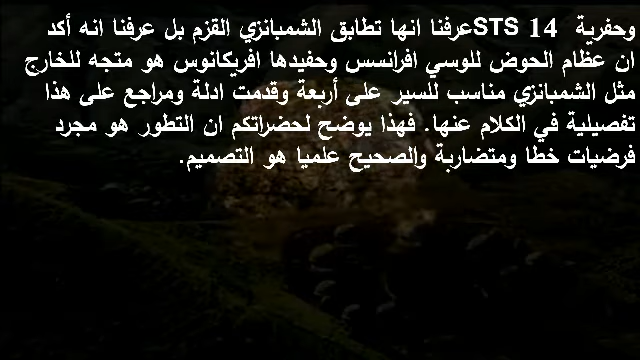 وحفرية STS 14عرفنا انها تطابق الشمبانزي القزم بل عرفنا انه أكد
ان عظام الحوض للوسي افرانسس وحفيدها افريكانوس هو متجه للخارج
مثل الشمبانزي مناسب للسير على أربعة وقدمت ادلة ومراجع على هذا
تفصيلية في الكلام عنها. فهذا يوضح لحضراتكم ان التطور هو مجرد
فرضيات خطا ومتضاربة والصحيح علميا هو التصميم.